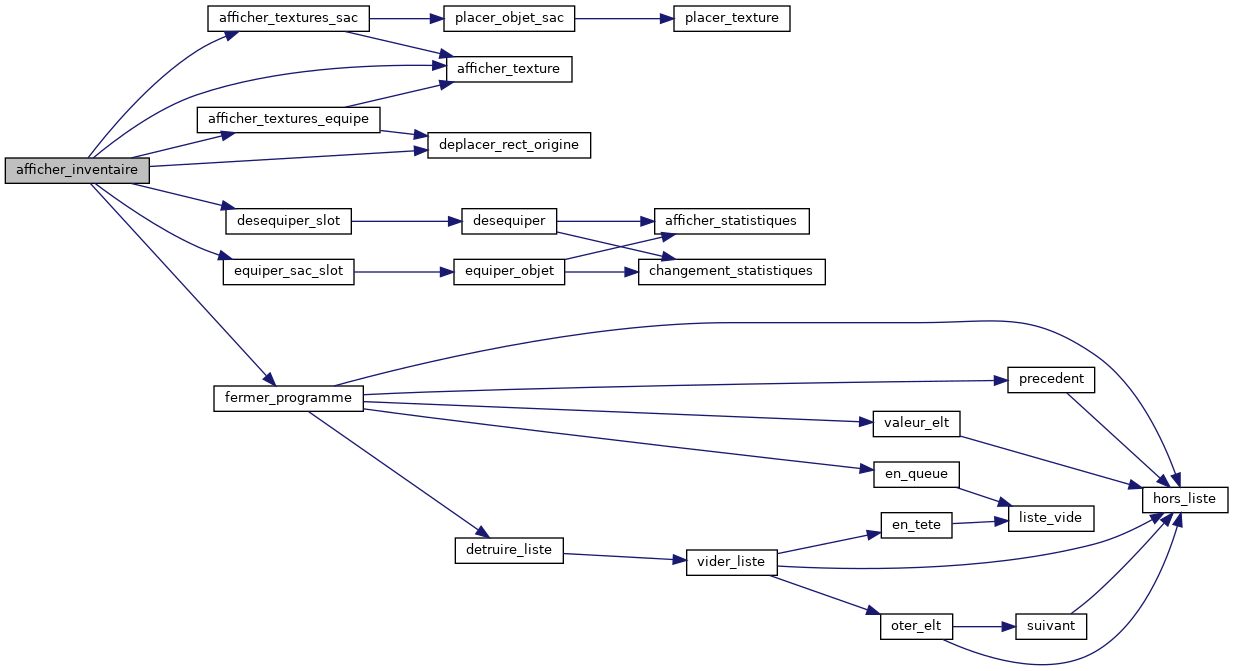 afficher_textures_sac
placer_objet_sac
placer_texture
afficher_texture
afficher_textures_equipe
deplacer_rect_origine
afficher_inventaire
desequiper_slot
desequiper
afficher_statistiques
equiper_sac_slot
equiper_objet
changement_statistiques
precedent
fermer_programme
valeur_elt
en_queue
hors_liste
liste_vide
en_tete
detruire_liste
vider_liste
oter_elt
suivant